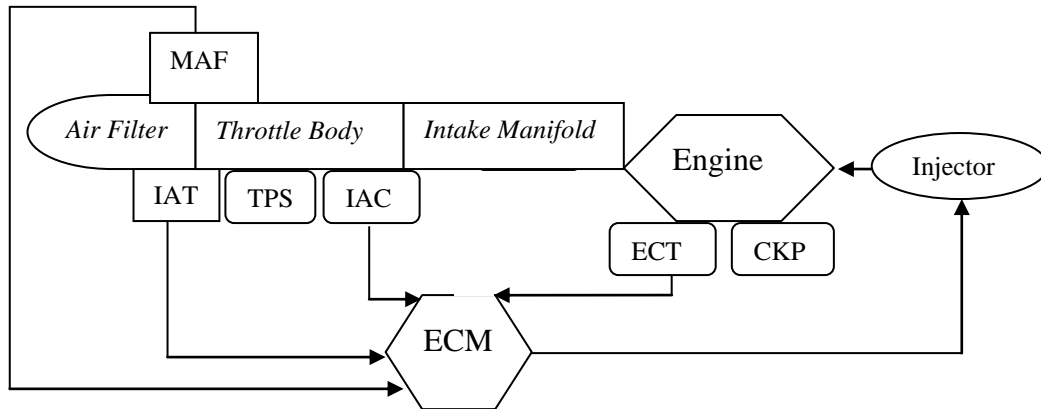 MAF
Air Filter
Throttle Body
Intake Manifold
Engine
Injector
IAT
TPS
IAC
ECT
CKP
ECM